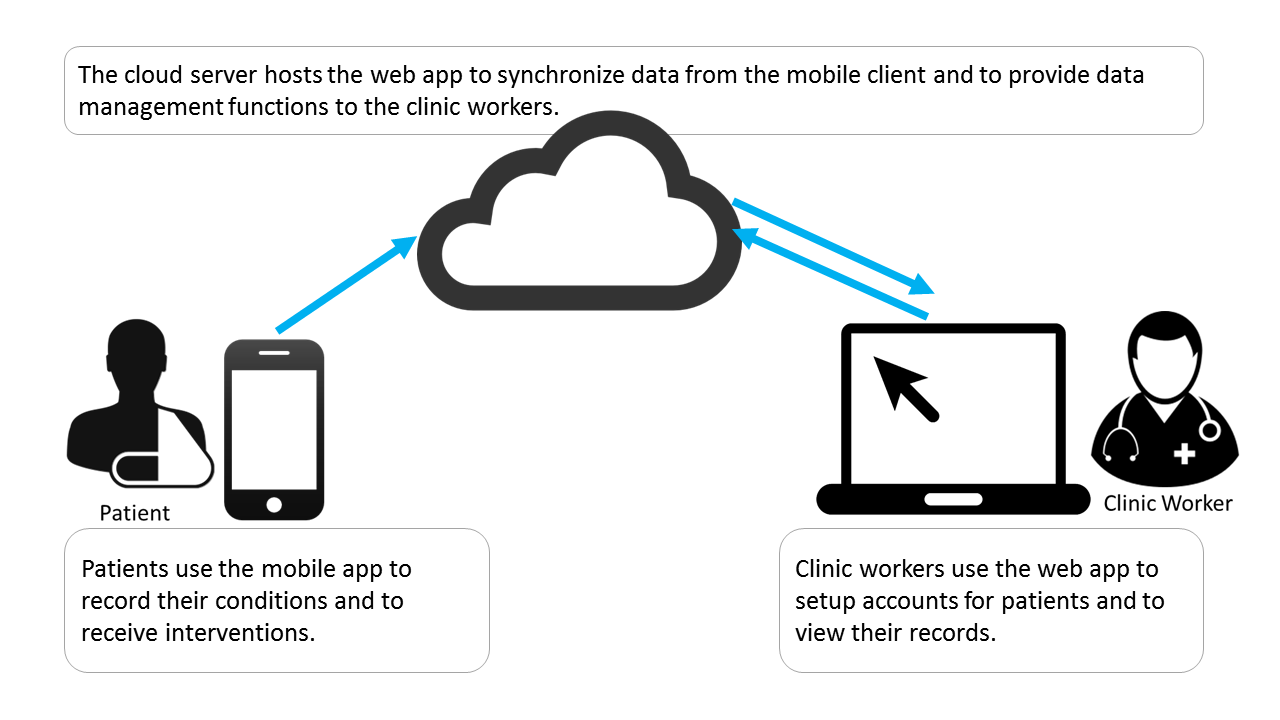 The cloud server hosts the web app to synchronize data from the mobile client and to provide data
management functions to the clinic workers.
Patient
Clinic Worker
Patients use the mobile app to
record their conditions and to
receive interventions.
Clinic workers use the web app to
setup accounts for patients and to
view their records.